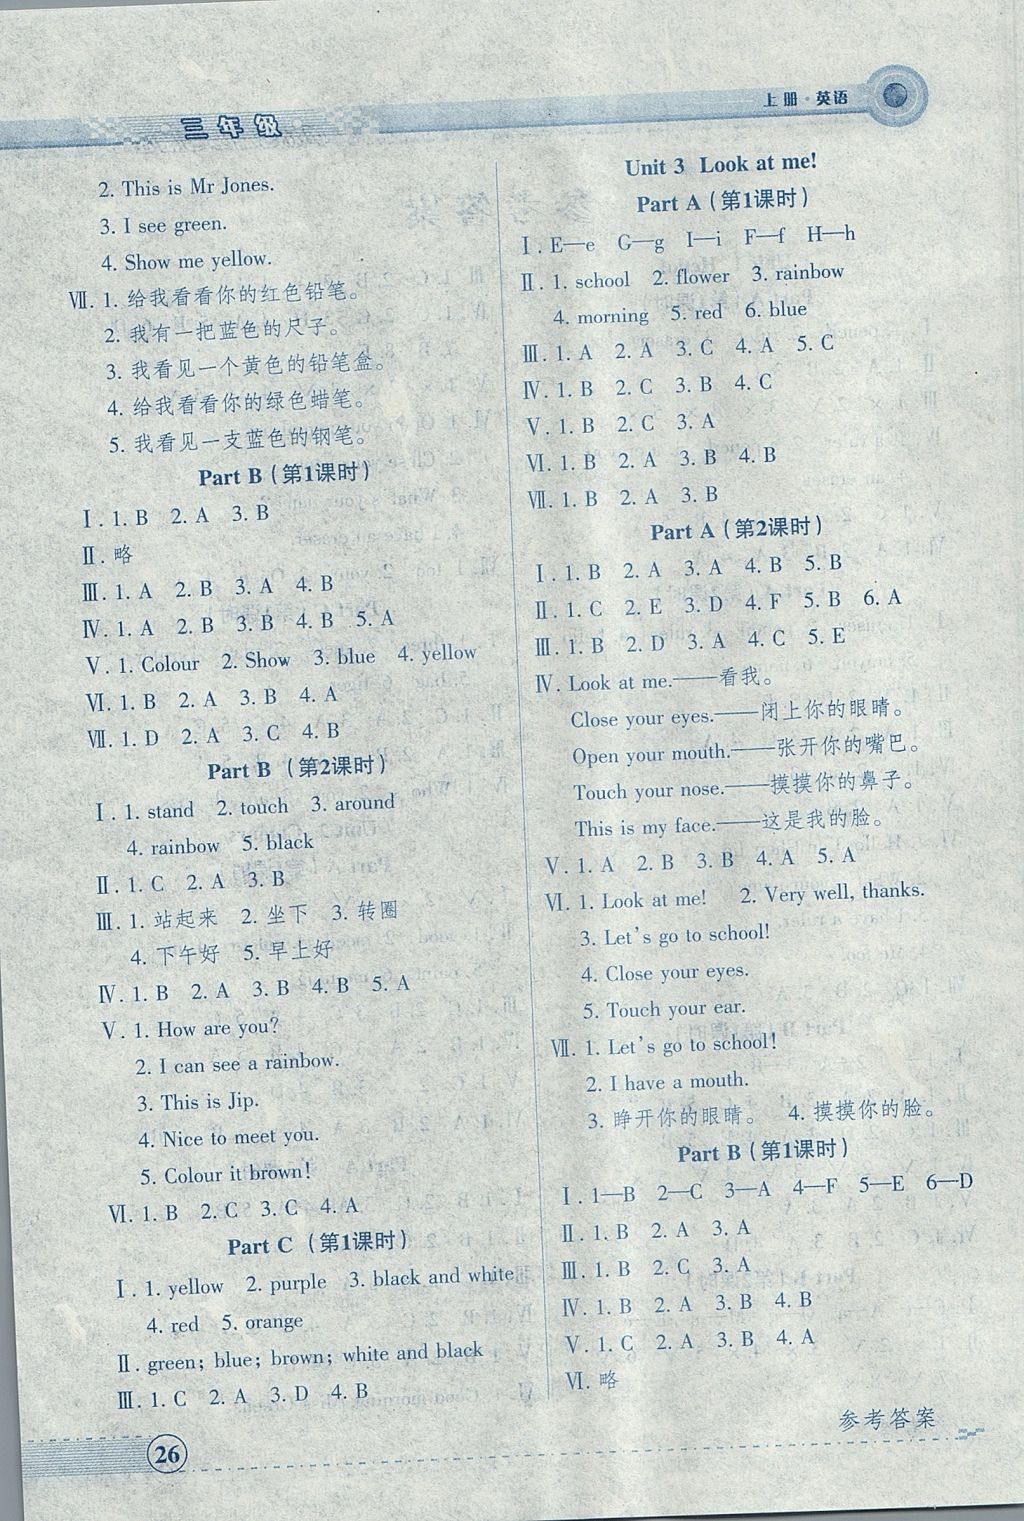 三年级
上册·英语
2. This is Mr Jones.
3. I see green.
4. Show me yellow.
Ⅶ. 1. 给我看看你的红色铅笔。
2. 我有一把蓝色的尺子。
3. 我看见一个黄色的铅笔盒。
4. 给我看看你的绿色蜡笔。
5. 我看见一支蓝色的钢笔。
Part B (第1课时)
Ⅰ. 1. B 2. A 3. B
Ⅱ. 略
Ⅲ. 1. A 2. B 3. A 4. B
Ⅳ. 1. A 2. B 3. B 4. B 5. A
Ⅴ. 1. Colour 2. Show 3. blue 4. yellow
Ⅵ. 1. B 2. A 3. B 4. A
Ⅶ. 1. D 2. A 3. C 4. B
Part B (第2课时)
Ⅰ. 1. stand 2. touch 3. around
4. rainbow 5. black
Ⅱ. 1. C 2. A 3. B
Ⅲ. 1. 站起来 2. 坐下 3. 转圈
4. 下午好 5. 早上好
Ⅳ. 1. B 2. A 3. B 4. B 5. A
Ⅴ. 1. How are you?
2. I can see a rainbow.
3. This is Jip.
4. Nice to meet you.
5. Colour it brown!
Ⅵ. 1. B 2. C 3. C 4. A
Part C (第1课时)
Ⅰ. 1. yellow 2. purple 3. black and white
4. red 5. orange
Ⅱ. green; blue; brown; white and black
Ⅲ. 1. C 2. A 3. D 4. B
Unit 3 Look at me!
Part A (第1课时)
Ⅰ. E—e G—g I—i F—f H—h
Ⅱ. 1. school 2. flower 3. rainbow
4. morning 5. red 6. blue
Ⅲ. 1. A 2. A 3. C 4. A 5. C
Ⅳ. 1. B 2. C 3. B 4. C
Ⅴ. 1. B 2. C 3. A
Ⅵ. 1. B 2. B 3. B 4. B
Ⅶ. 1. B 2. A 3. B
Part A (第2课时)
Ⅰ. 1. B 2. A 3. A 4. B 5. B
Ⅱ. 1. C 2. E 3. D 4. F 5. B 6. A
Ⅲ. 1. B 2. D 3. A 4. C 5. E
Ⅳ. Look at me.——看我。
Close your eyes.——闭上你的眼睛。
Open your mouth.——张开你的嘴巴。
Touch your nose.——摸摸你的鼻子。
This is my face.——这是我的脸。
Ⅴ. 1. A 2. B 3. B 4. A 5. A
Ⅵ. 1. Look at me! 2. Very well, thanks.
3. Let's go to school!
4. Close your eyes.
5. Touch your ear.
Ⅶ. 1. Let's go to school!
2. I have a mouth.
3. 睁开你的眼睛。 4. 摸摸你的脸。
Part B (第1课时)
Ⅰ. 1—B 2—C 3—A 4—F 5—E 6—D
Ⅱ. 1. B 2. A 3. A
Ⅲ. 1. B 2. C 3. A
Ⅳ. 1. B 2. A 3. B 4. B
Ⅴ. 1. C 2. A 3. B 4. A
Ⅵ. 略
参考答案
26